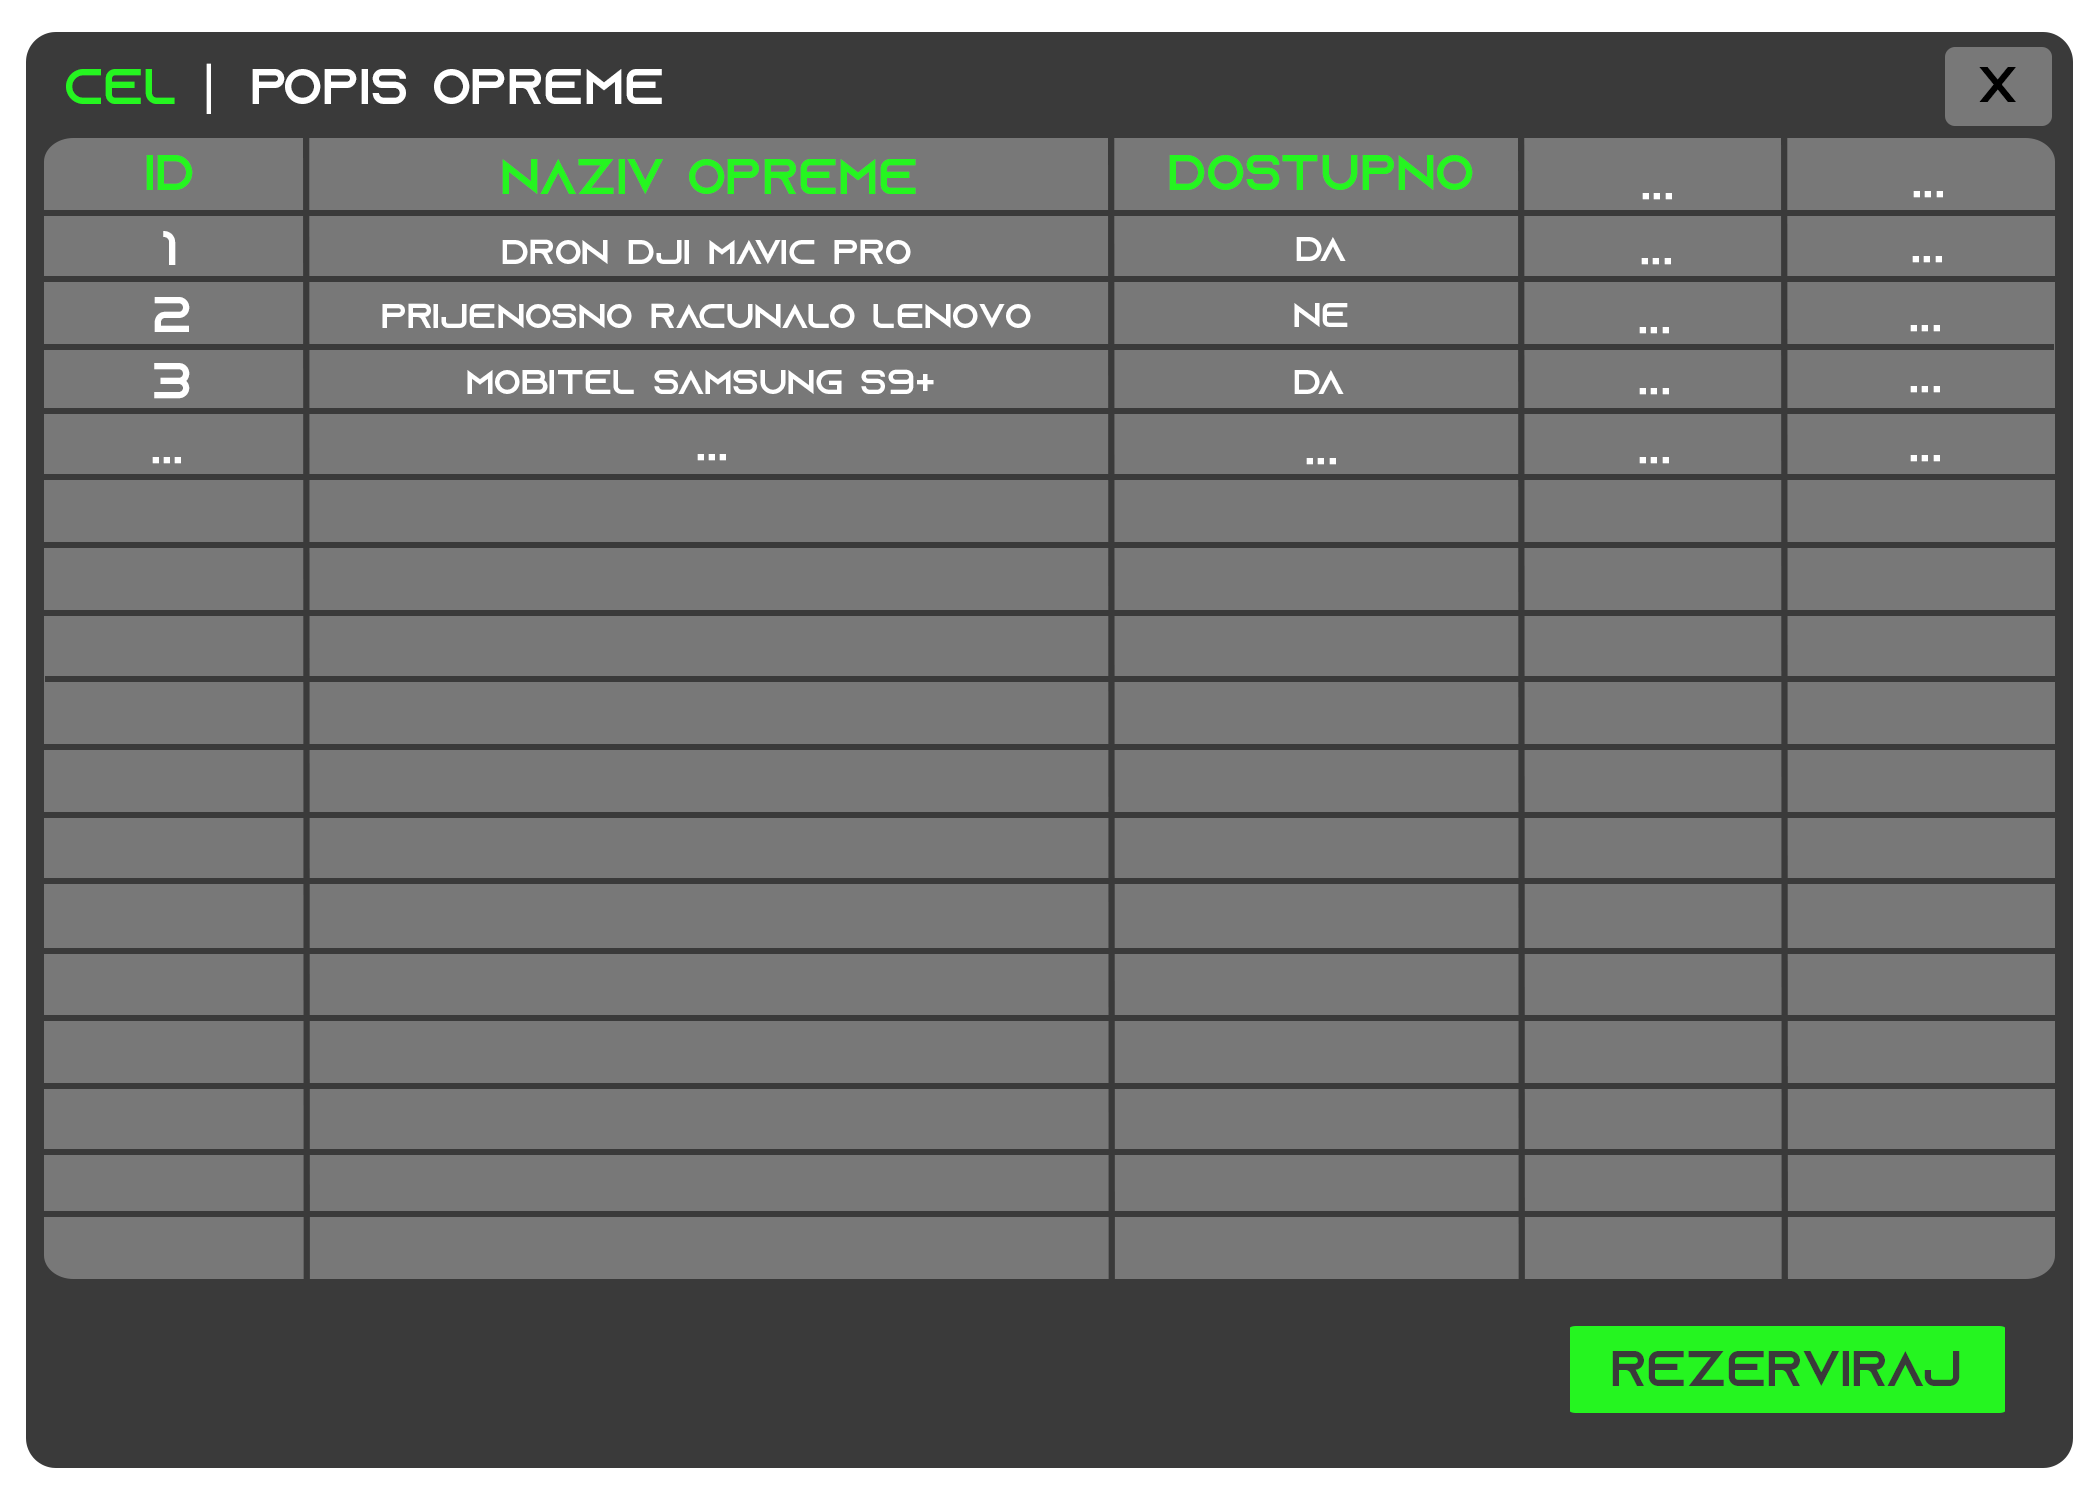 CEL | POPIS OPREME X
ID NAZIV OPREME DOSTUPNO ... ...
1 DRON DJI MAVIC PRO DA ... ...
2 PRIJENOSNO RACUNALO LENOVO NE ... ...
3 MOBITEL SAMSUNG S9+ DA ... ...
... ... ... ... ...
REZERVIRAJ